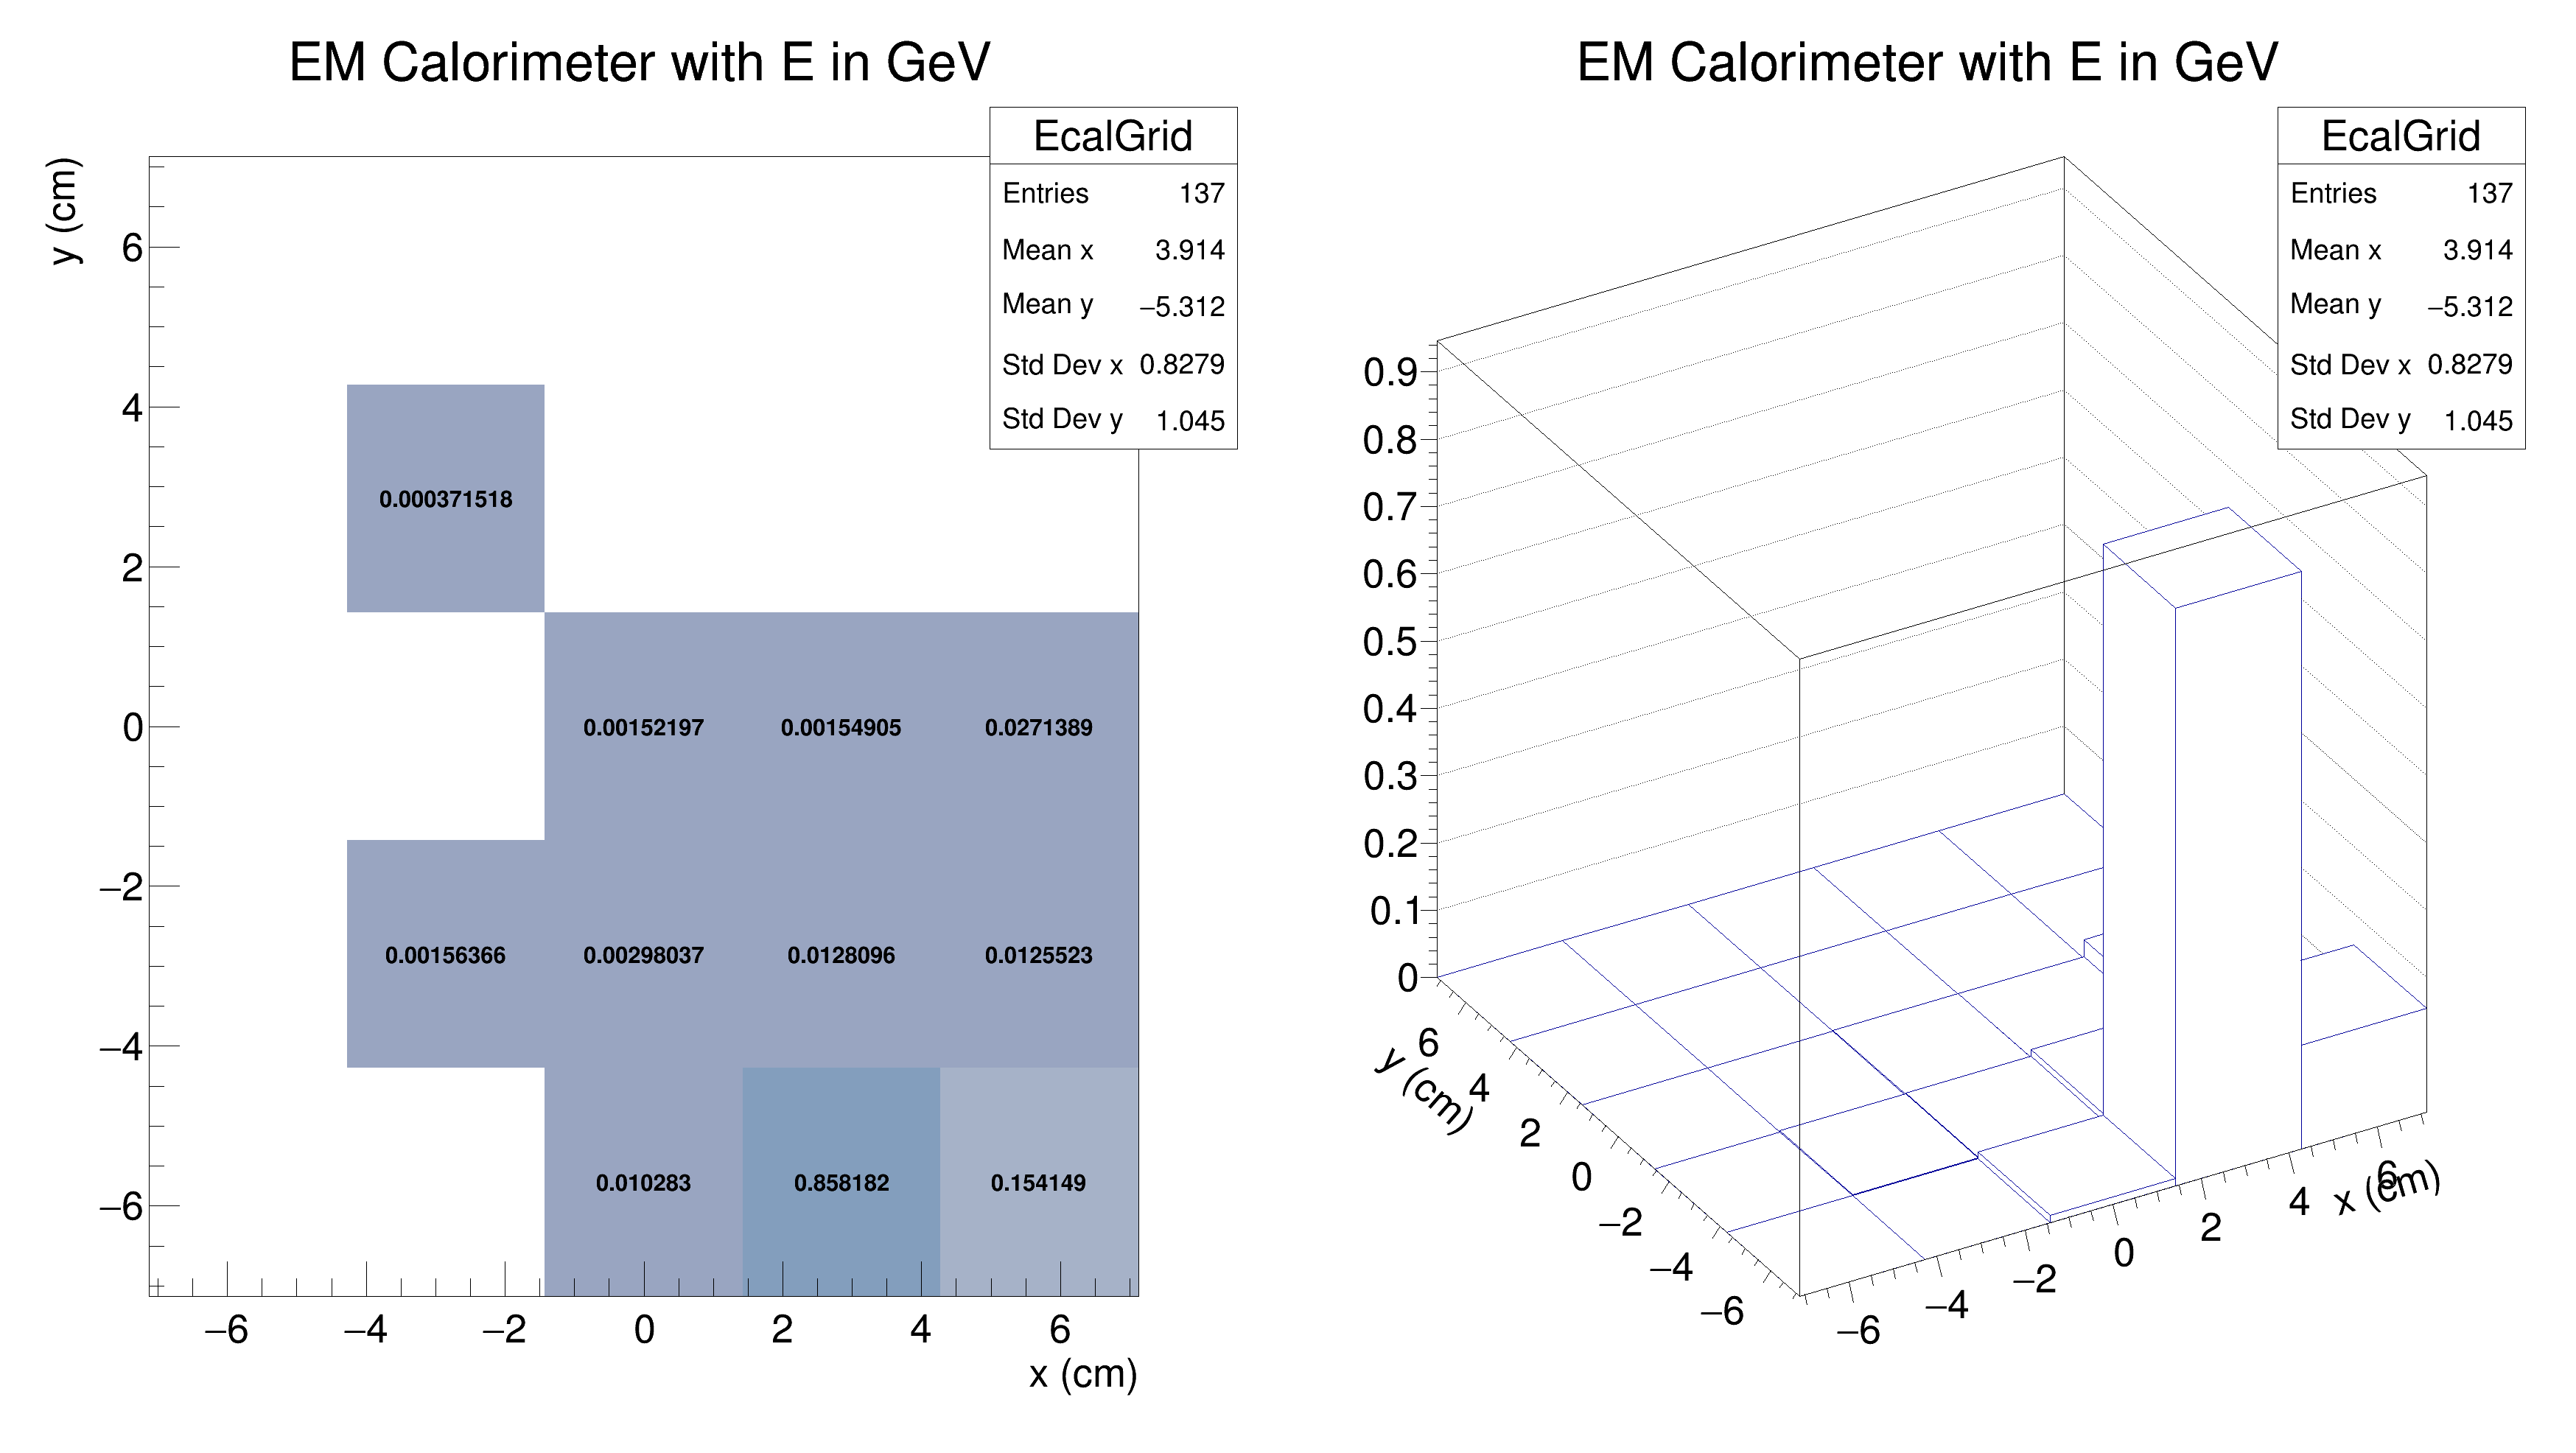 EM Calorimeter with E in GeV
EcalGrid
Entries 137
Mean x 3.914
Mean y −5.312
Std Dev x 0.8279
Std Dev y 1.045
y (cm)
6
4
2
0
−2
−4
−6
0.000371518
0.00152197 0.00154905 0.0271389
0.00156366 0.00298037 0.0128096 0.0125523
0.010283 0.858182 0.154149
−6 −4 −2 0 2 4 6
x (cm)
EM Calorimeter with E in GeV
EcalGrid
Entries 137
Mean x 3.914
Mean y −5.312
Std Dev x 0.8279
Std Dev y 1.045
0.9
0.8
0.7
0.6
0.5
0.4
0.3
0.2
0.1
0
y (cm)
6
4
2
0
−2
−4
−6
−6
−4
−2
0
2
4
6
x (cm)